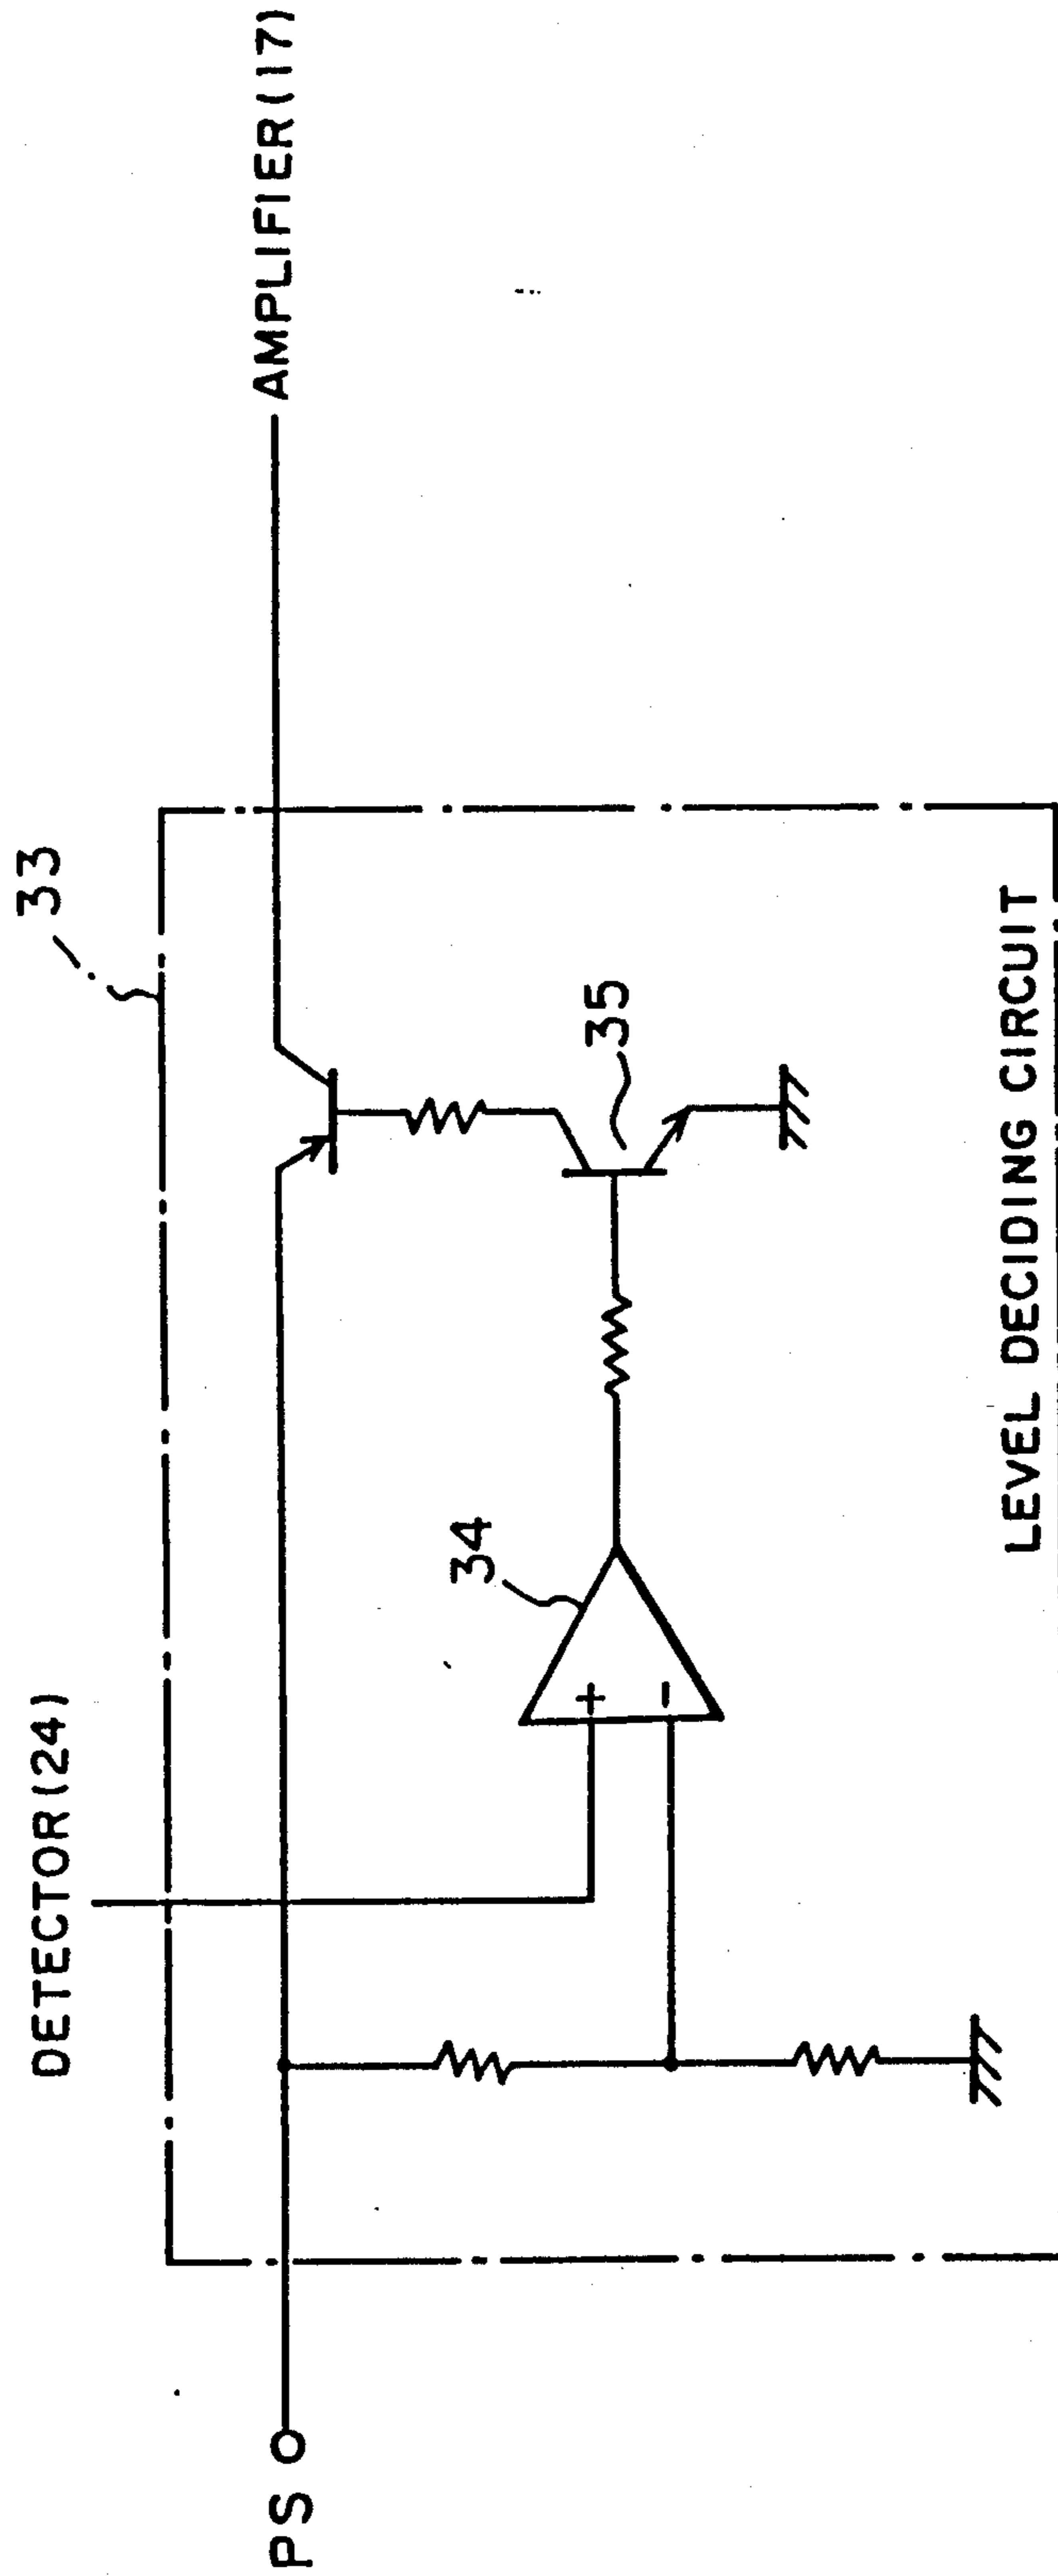 33
DETECTOR(24)
PS
AMPLIFIER(17)
34
+
-
35
LEVEL DECIDING CIRCUIT